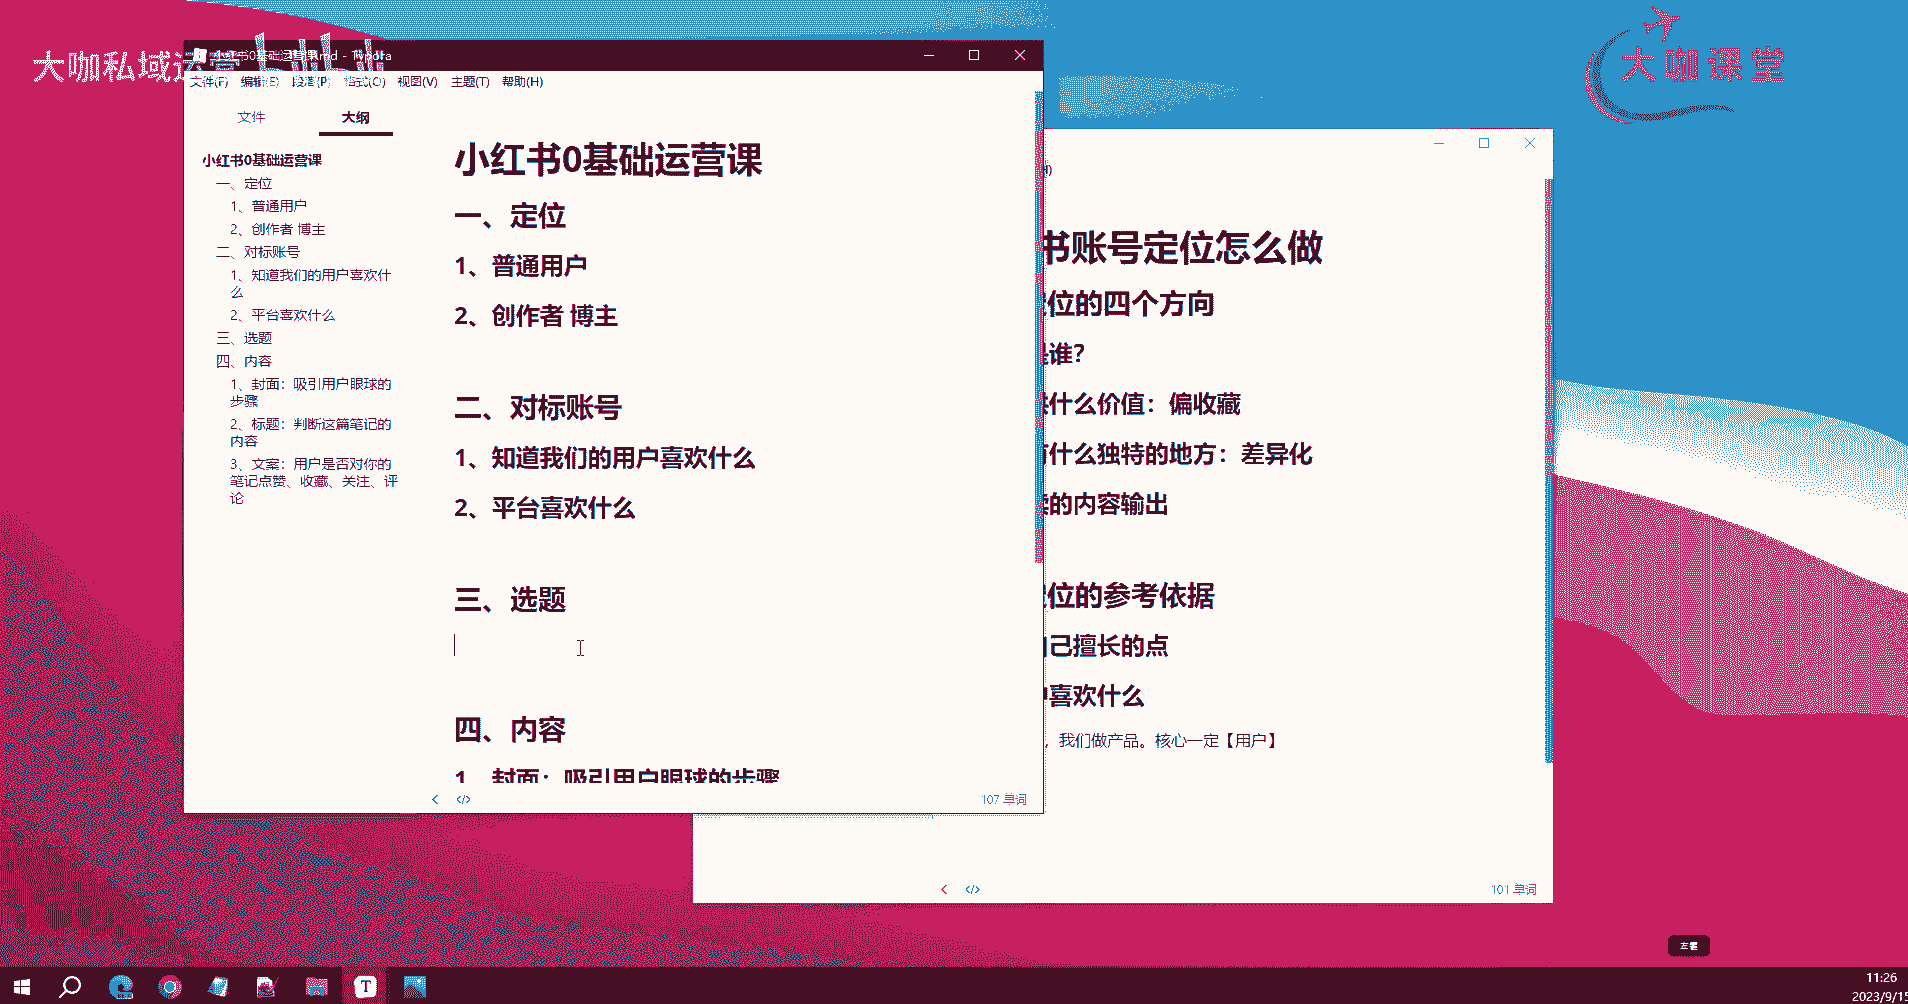 大咖私域运营
大咖课堂
小红书0基础运营课.md - Typora
文件(F) 编辑(E) 段落(P) 格式(O) 视图(V) 主题(T) 帮助(H)
文件 大纲
小红书0基础运营课
一、定位
1、普通用户
2、创作者 博主
二、对标账号
1、知道我们的用户喜欢什
么
2、平台喜欢什么
三、选题
四、内容
1、封面：吸引用户眼球的
步骤
2、标题：判断这篇笔记的
内容
3、文案：用户是否对你的
笔记点赞、收藏、关注、评
论
小红书0基础运营课
一、定位
1、普通用户
2、创作者 博主
二、对标账号
1、知道我们的用户喜欢什么
2、平台喜欢什么
三、选题
四、内容
1、封面：吸引用户眼球的步骤
107 单词
H)
书账号定位怎么做
位的四个方向
是谁？
什么价值：偏收藏
有什么独特的地方：差异化
的内容输出
位的参考依据
自己擅长的点
户喜欢什么
，我们做产品。核心一定【用户】
101 单词
左键
11:26
2023/9/15